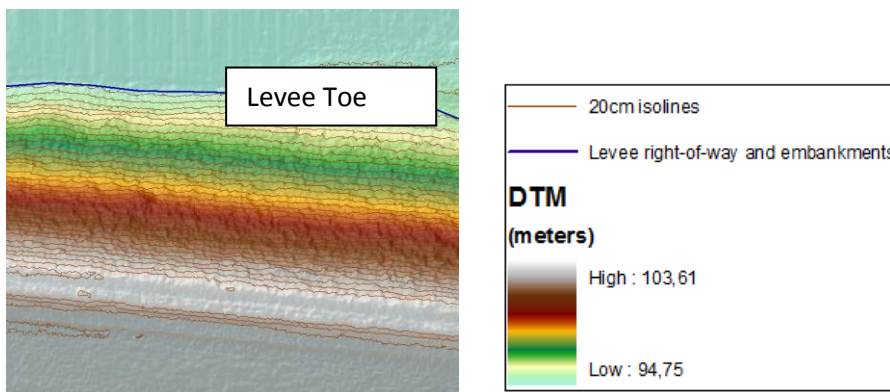 Levee Toe
20cm isolines
Levee right-of-way and embankments
DTM
(meters)
High : 103,61
Low : 94,75